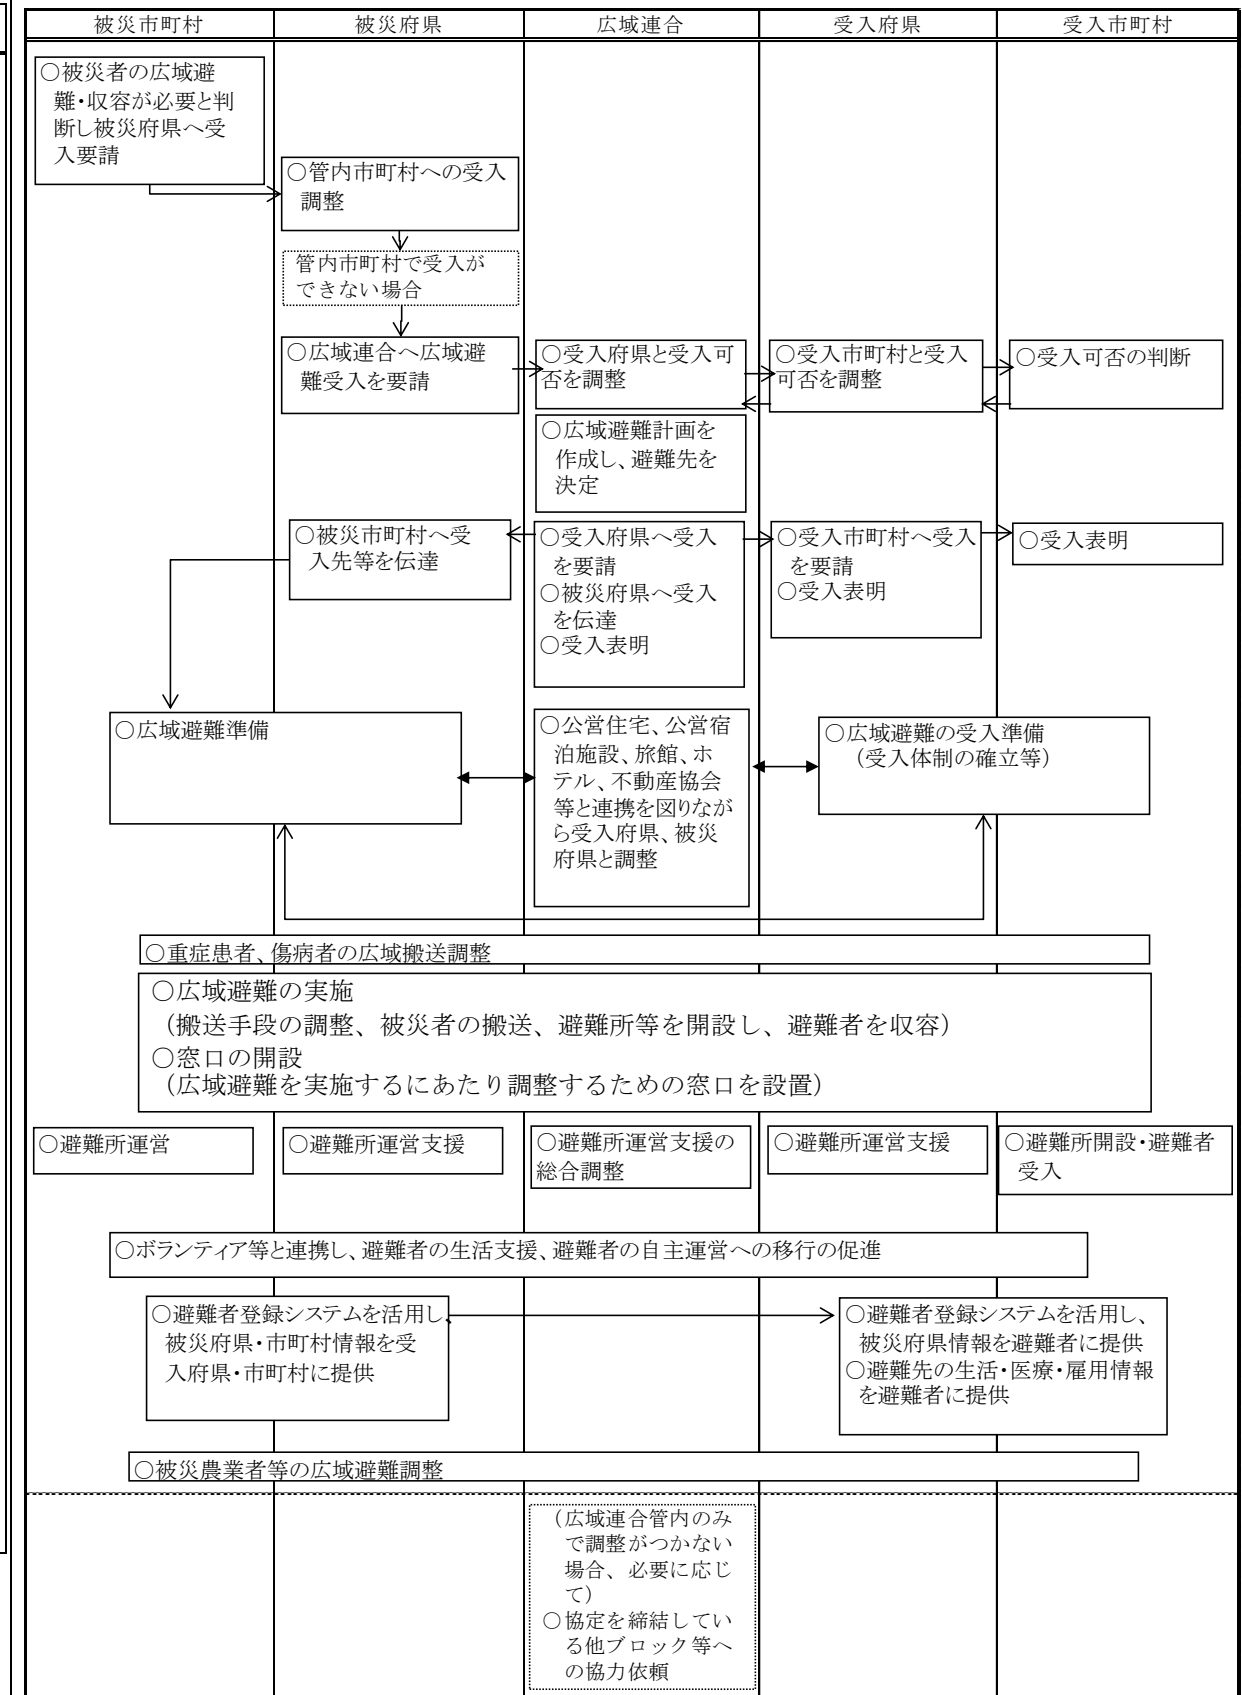 被災市町村
被災府県
広域連合
受入府県
受入市町村
○被災者の広域避
難・収容が必要と判
断し被災府県へ受
入要請
○管内市町村への受入
調整
管内市町村で受入が
できない場合
○広域連合へ広域避
難受入を要請
○受入府県と受入可
否を調整
○受入市町村と受入
可否を調整
○受入可否の判断
○広域避難計画を
作成し、避難先を
決定
○被災市町村へ受
入先等を伝達
○受入府県へ受入
を要請
○被災府県へ受入
を伝達
○受入表明
○受入市町村へ受入
を要請
○受入表明
○受入表明
○広域避難準備
○公営住宅、公営宿
泊施設、旅館、ホ
テル、不動産協会
等と連携を図りなが
ら受入府県、被災
府県と調整
○広域避難の受入準備
（受入体制の確立等）
○重症患者、傷病者の広域搬送調整
○広域避難の実施
（搬送手段の調整、被災者の搬送、避難所等を開設し、避難者を収容）
○窓口の開設
（広域避難を実施するにあたり調整するための窓口を設置）
○避難所運営
○避難所運営支援
○避難所運営支援の
総合調整
○避難所運営支援
○避難所開設・避難者
受入
○ボランティア等と連携し、避難者の生活支援、避難者の自主運営への移行の促進
○避難者登録システムを活用し、
被災府県・市町村情報を受
入府県・市町村に提供
○避難者登録システムを活用し、
被災府県情報を避難者に提供
○避難先の生活・医療・雇用情報
を避難者に提供
○被災農業者等の広域避難調整
（広域連合管内のみ
で調整がつかない
場合、必要に応じ
て）
○協定を締結してい
る他ブロック等へ
の協力依頼